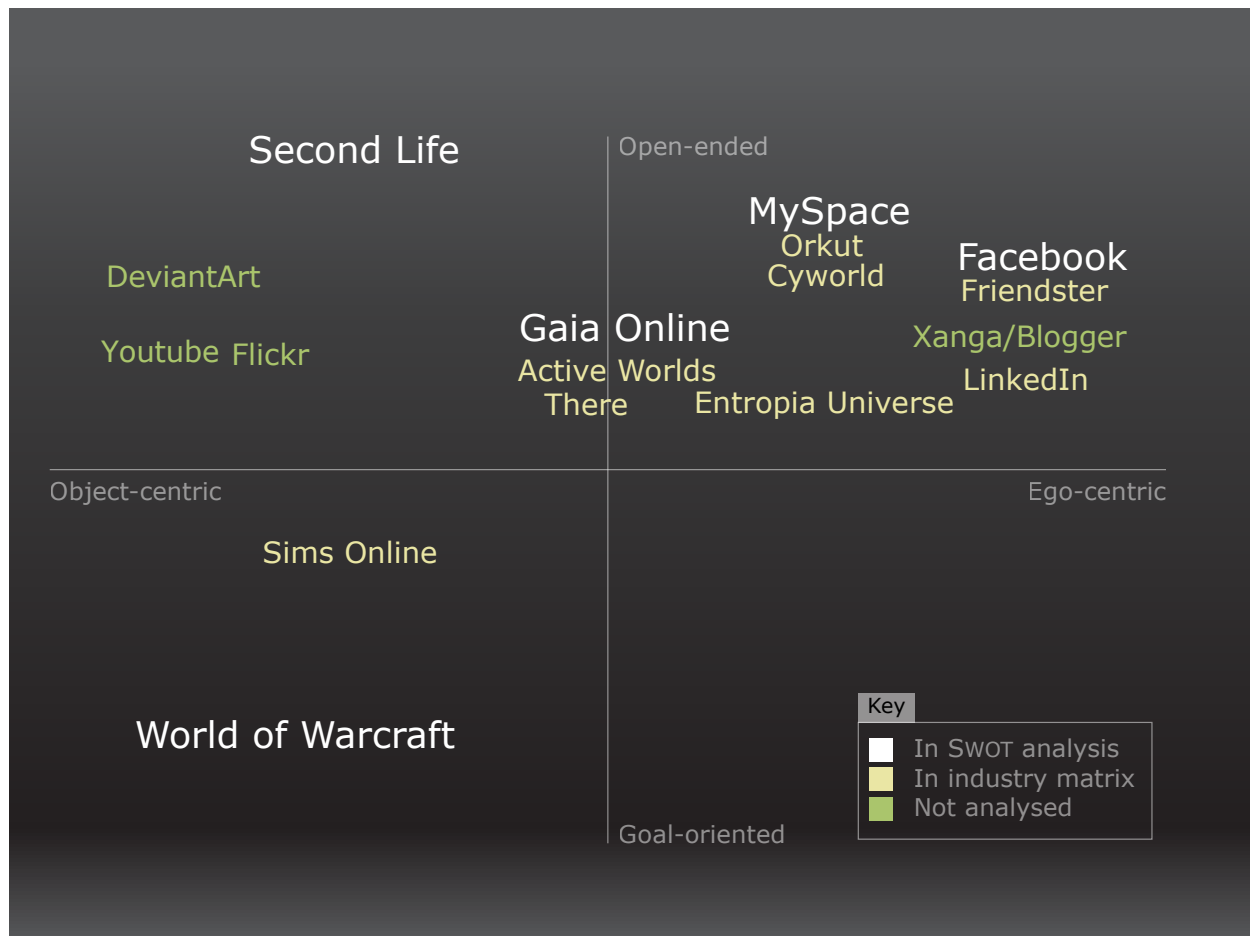 Second Life
Open-ended
MySpace
Orkut
Cyworld
Facebook
Friendster
DeviantArt
Gaia Online
Xanga/Blogger
Youtube Flickr
Active Worlds
LinkedIn
There
Entropia Universe
Object-centric
Ego-centric
Sims Online
World of Warcraft
Key
In SWOT analysis
In industry matrix
Not analysed
Goal-oriented